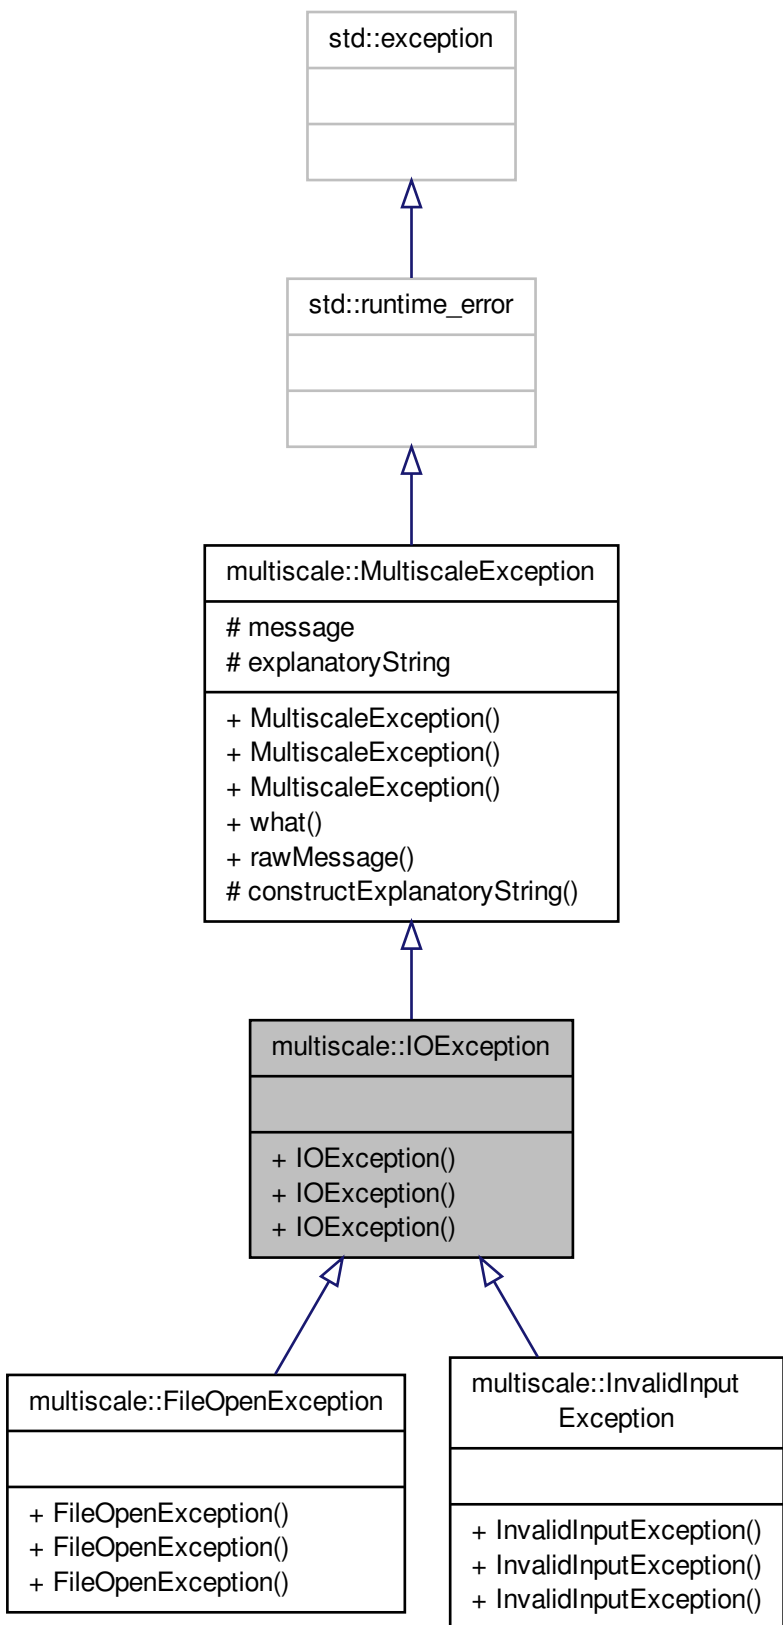 std::exception
std::runtime_error
multiscale::MultiscaleException
# message
# explanatoryString
+ MultiscaleException()
+ MultiscaleException()
+ MultiscaleException()
+ what()
+ rawMessage()
# constructExplanatoryString()
multiscale::IOException
+ IOException()
+ IOException()
+ IOException()
multiscale::FileOpenException
+ FileOpenException()
+ FileOpenException()
+ FileOpenException()
multiscale::InvalidInput
Exception
+ InvalidInputException()
+ InvalidInputException()
+ InvalidInputException()